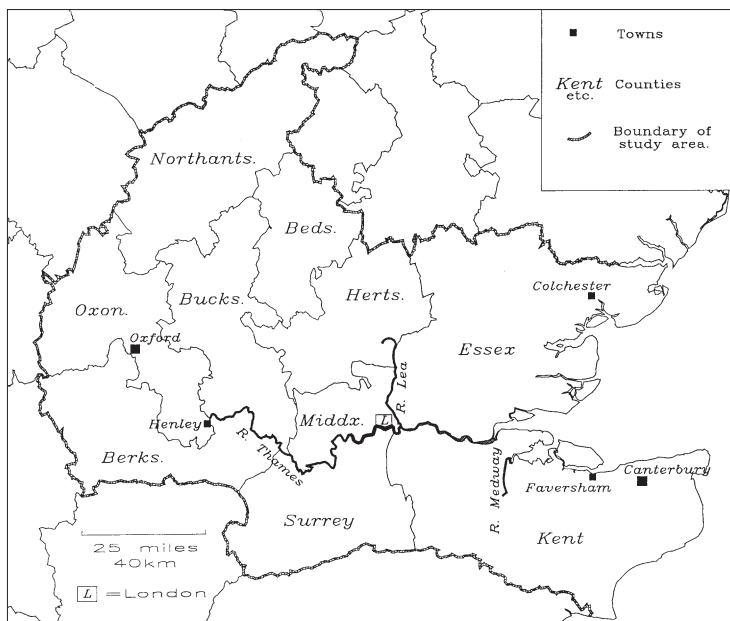 Towns
Kent
etc.
Counties
Boundary of
study area.
Northants.
Beds.
Bucks.
Herts.
Oxon.
Oxford
Colchester
Essex
R. Lea
Henley
Middx.
L
R. Thames
Berks.
R. Medway
Faversham
Canterbury
Surrey
Kent
25 miles
40km
L =London